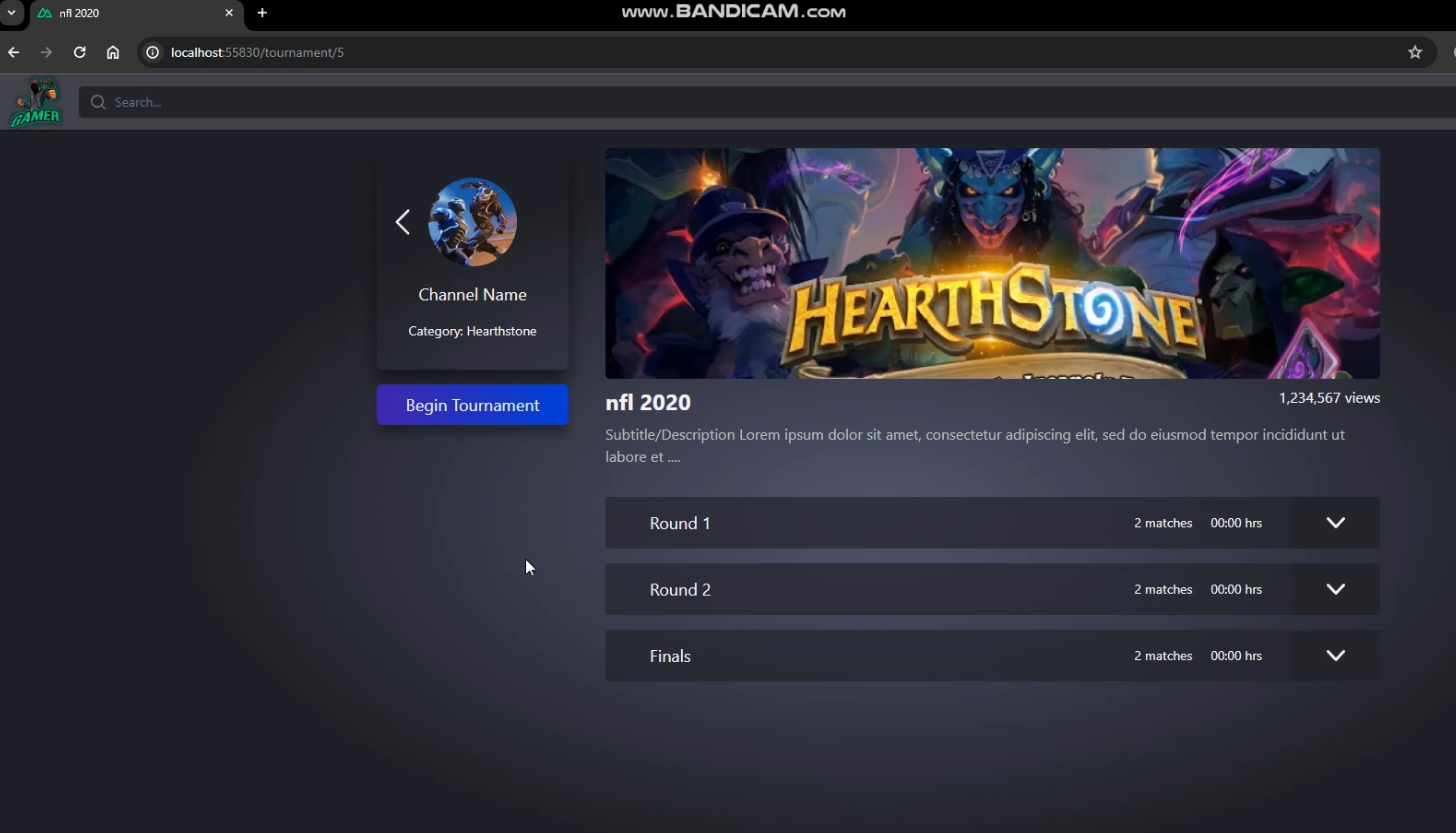 nfl 2020
www.BANDICAM.com
localhost:55830/tournament/5
GAMER
Search...
HEARTHSTONE
Channel Name
Category: Hearthstone
Begin Tournament
nfl 2020
1,234,567 views
Subtitle/Description Lorem ipsum dolor sit amet, consectetur adipiscing elit, sed do eiusmod tempor incididunt ut
labore et ....
Round 1 2 matches 00:00 hrs
Round 2 2 matches 00:00 hrs
Finals 2 matches 00:00 hrs